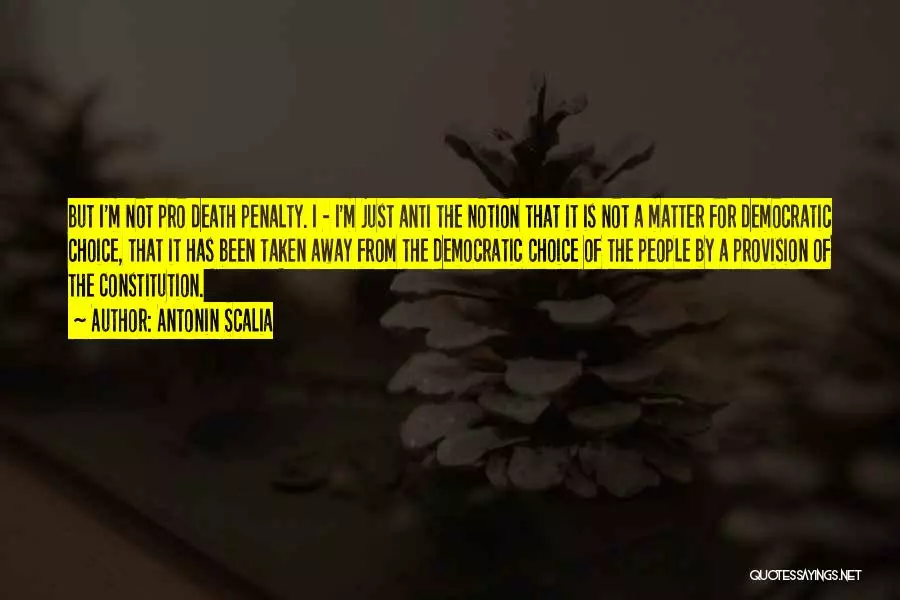 BUT I'M NOT PRO DEATH PENALTY. I - I'M JUST ANTI THE NOTION THAT IT IS NOT A MATTER FOR DEMOCRATIC
CHOICE, THAT IT HAS BEEN TAKEN AWAY FROM THE DEMOCRATIC CHOICE OF THE PEOPLE BY A PROVISION OF
THE CONSTITUTION.
~ AUTHOR: ANTONIN SCALIA
QUOTESSAYINGS.NET